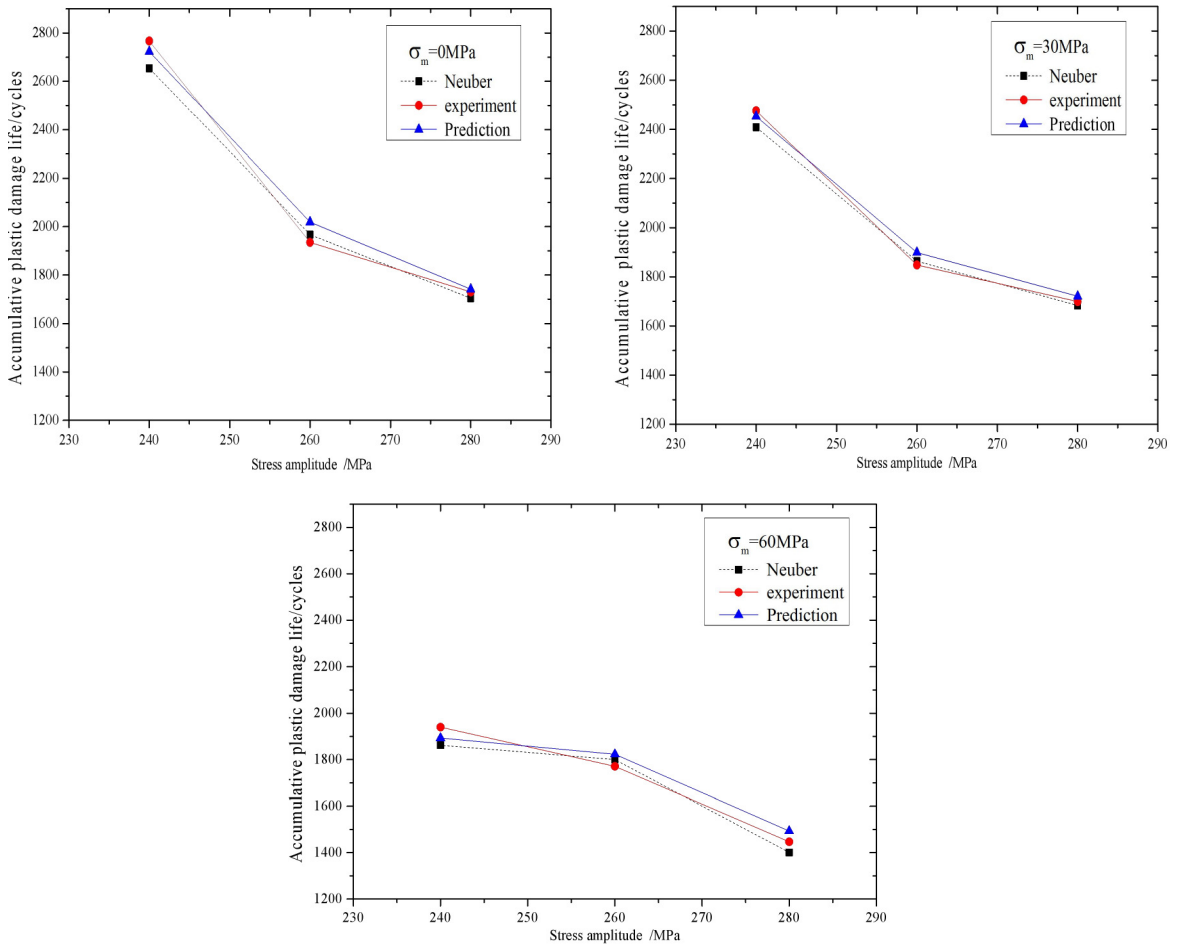 σm=0MPa
Neuber
experiment
Prediction
Accumulative plastic damage life/cycles
2800
2600
2400
2200
2000
1800
1600
1400
1200
230 240 250 260 270 280 290
Stress amplitude /MPa
σm=30MPa
Neuber
experiment
Prediction
Accumulative plastic damage life/cycles
2800
2600
2400
2200
2000
1800
1600
1400
1200
230 240 250 260 270 280 290
Stress amplitude /MPa
σm=60MPa
Neuber
experiment
Prediction
Accumulative plastic damage life/cycles
2800
2600
2400
2200
2000
1800
1600
1400
1200
230 240 250 260 270 280 290
Stress amplitude /MPa